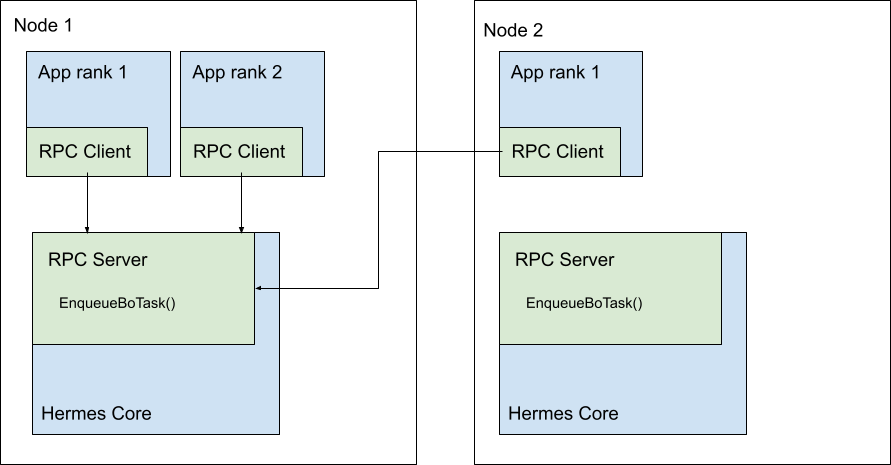 Node 1
App rank 1
App rank 2
RPC Client
RPC Client
RPC Server
EnqueueBoTask()
Hermes Core
Node 2
App rank 1
RPC Client
RPC Server
EnqueueBoTask()
Hermes Core